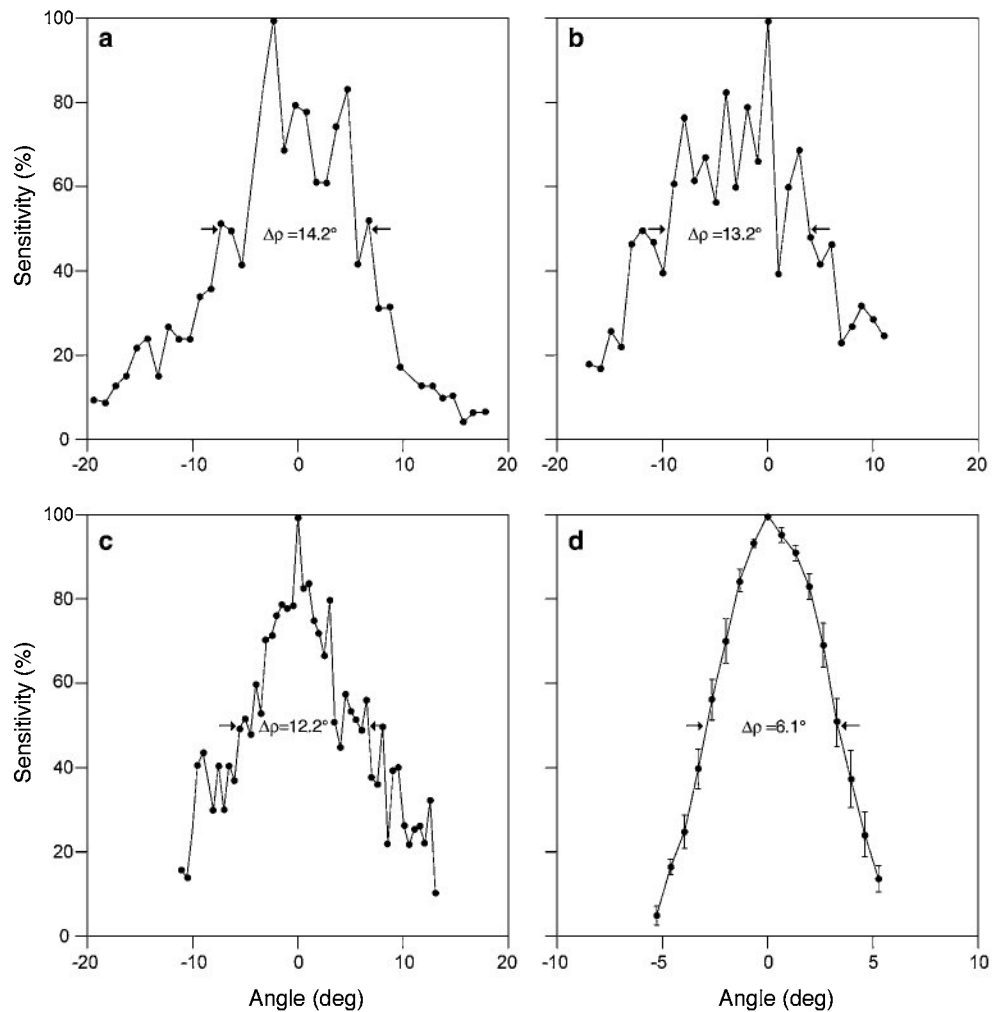 100
80
60
40
20
0
Sensitivity (%)
a
Δρ =14.2°
-20 -10 0 10 20
b
Δρ =13.2°
-20 -10 0 10 20
100
80
60
40
20
0
Sensitivity (%)
c
Δρ =12.2°
-20 -10 0 10 20
Angle (deg)
d
Δρ =6.1°
-10 -5 0 5 10
Angle (deg)